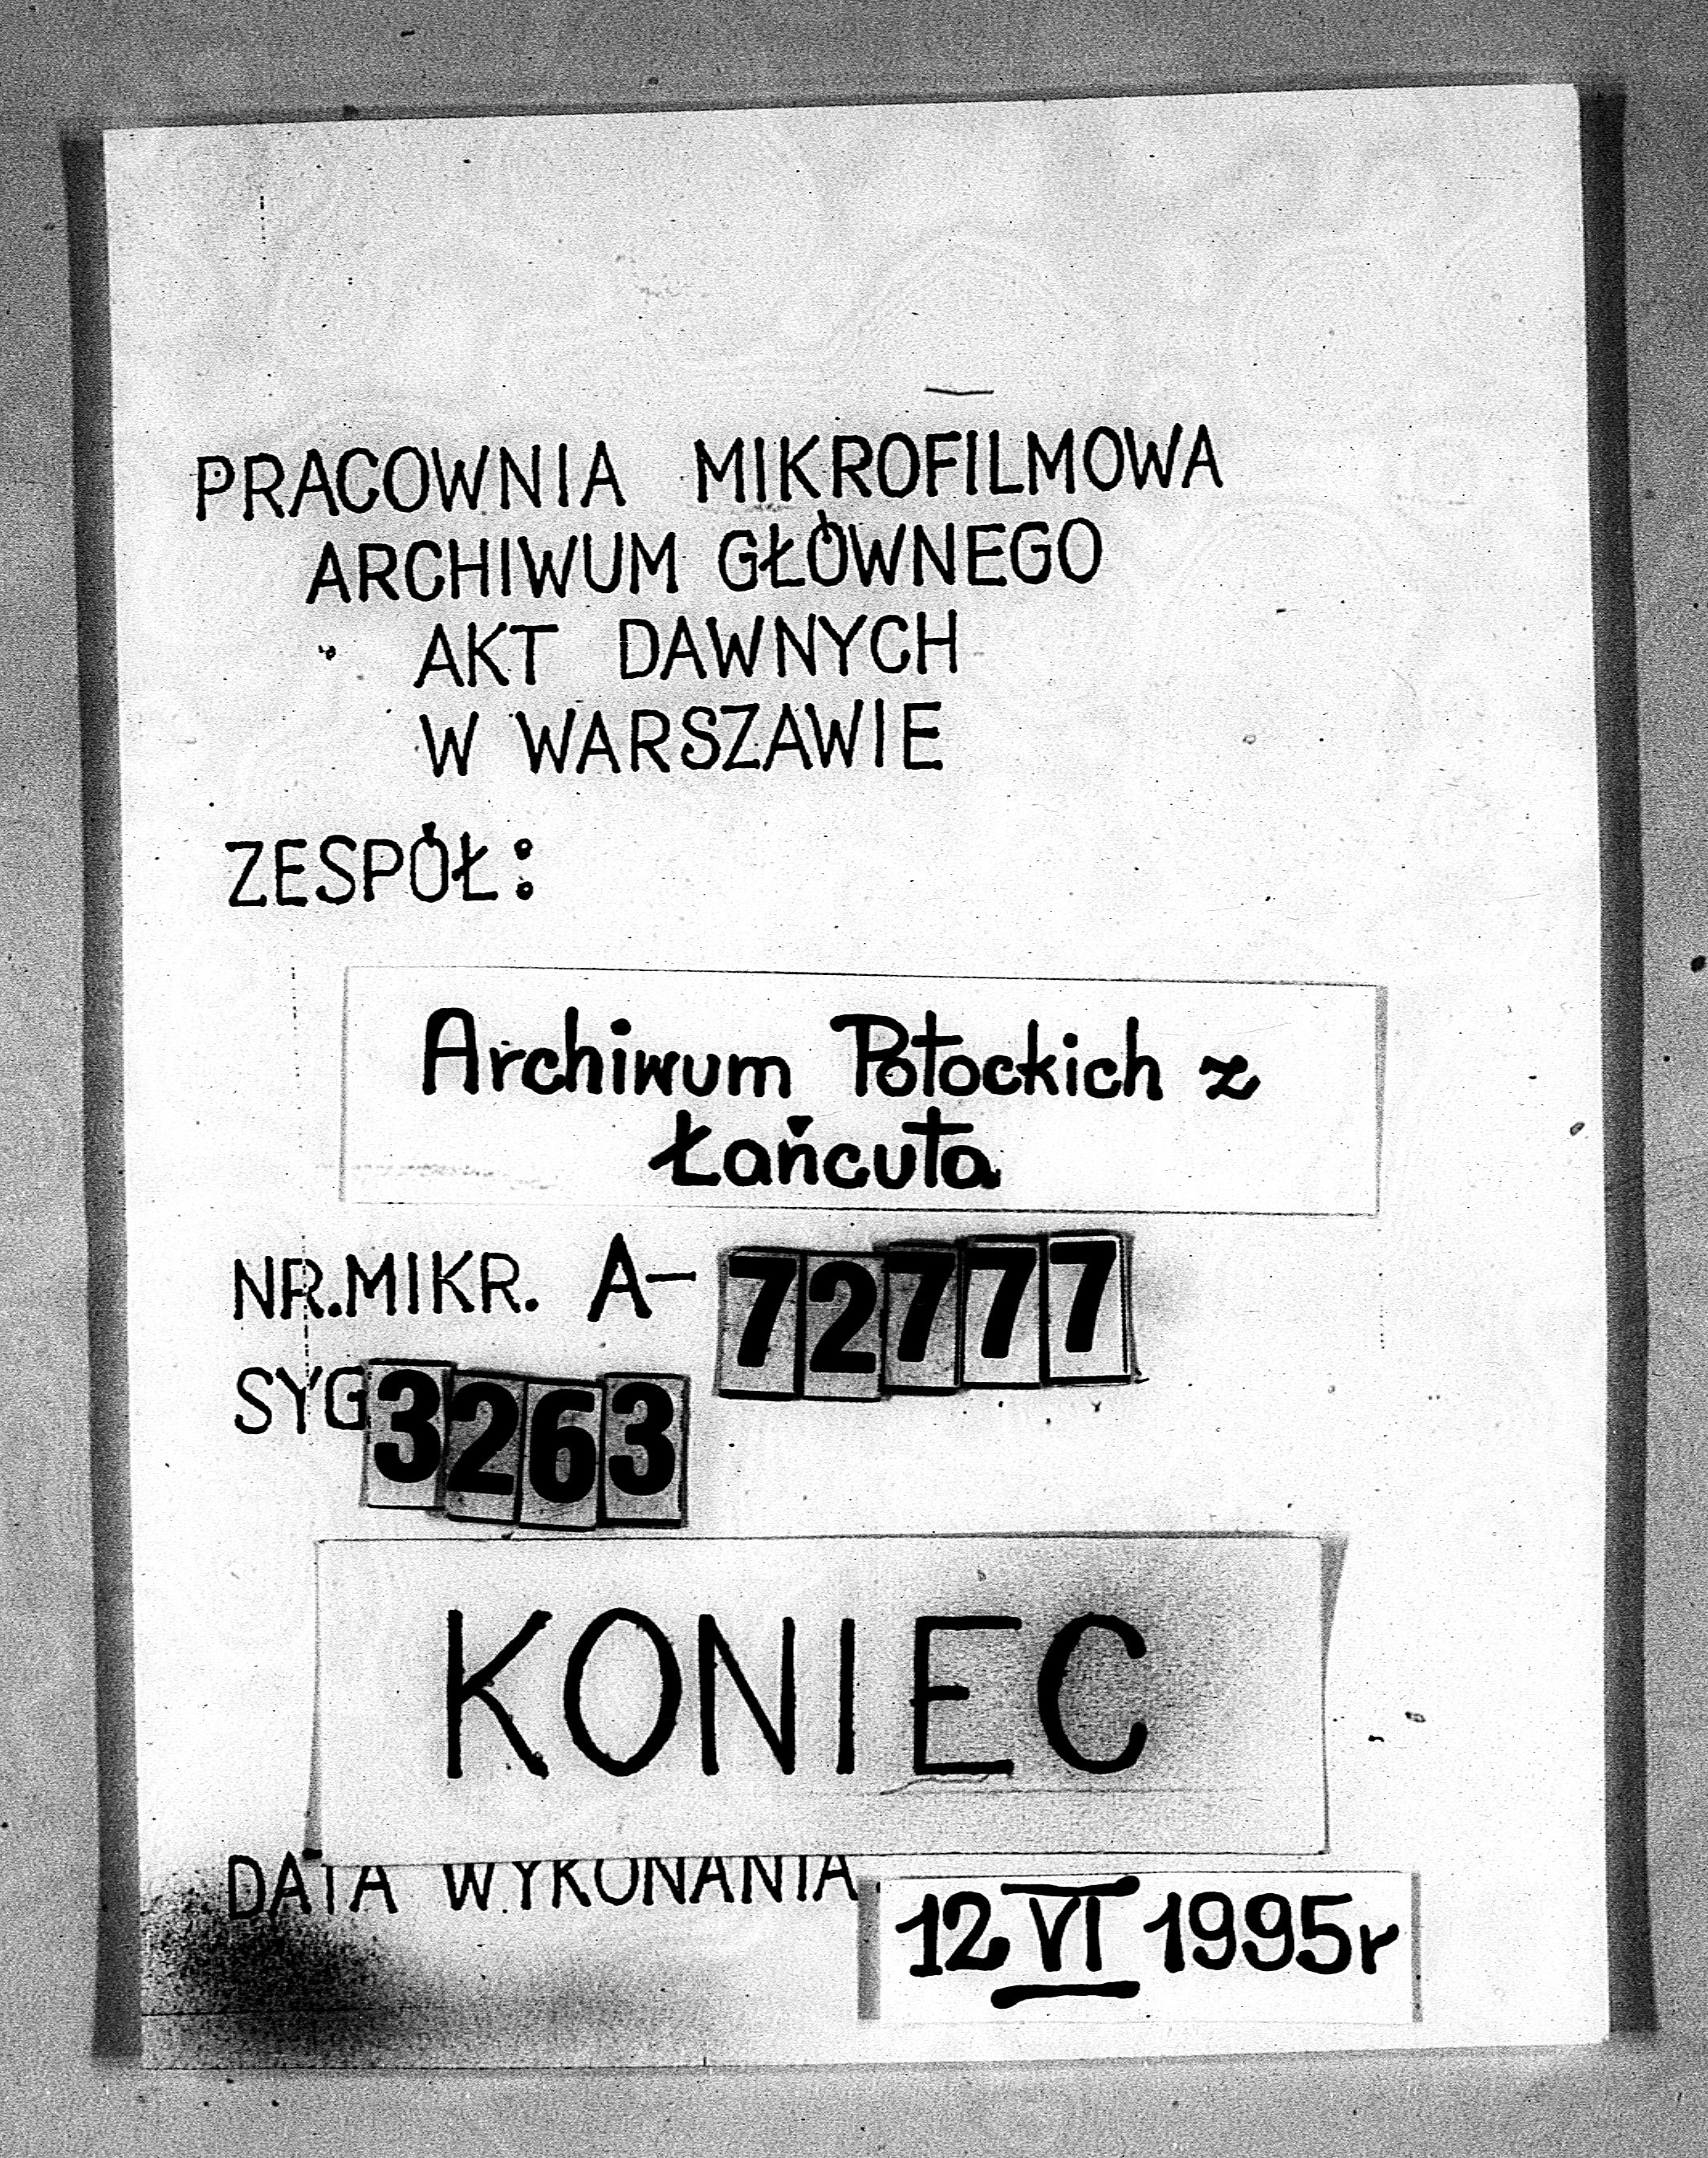 PRACOWNIA MIKROFILMOWA
ARCHIWUM GŁÓWNEGO
AKT DAWNYCH
W WARSZAWIE
ZESPÓŁ:
Archiwum Potockich z
Łańcuta
NR.MIKR. A- 72777
SYG 3263
KONIEC
DATA WYKONANIA
12 VI 1995r